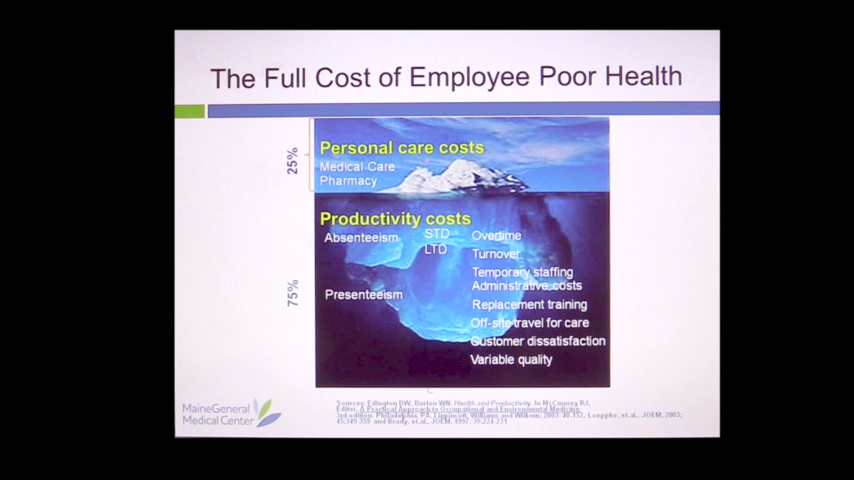 The Full Cost of Employee Poor Health
25%
Personal care costs
Medical Care
Pharmacy
75%
Productivity costs
Absenteeism
Presenteeism
STD
LTD
Overtime
Turnover
Temporary staffing
Administrative costs
Replacement training
Off-site travel for care
Customer dissatisfaction
Variable quality
MaineGeneral
Medical Center
Sources: Edington DW, Burton WN. Health and Productivity. In McCunney RJ,
Editor. A Practical Approach to Occupational and Environmental Medicine.
3rd edition. Philadelphia, PA. Lippincott, Williams and Wilkens; 2003; 40-152. Loeppke, et.al., JOEM, 2003;
45:349-359 and Brady, et.al., JOEM, 1997; 39:224-231